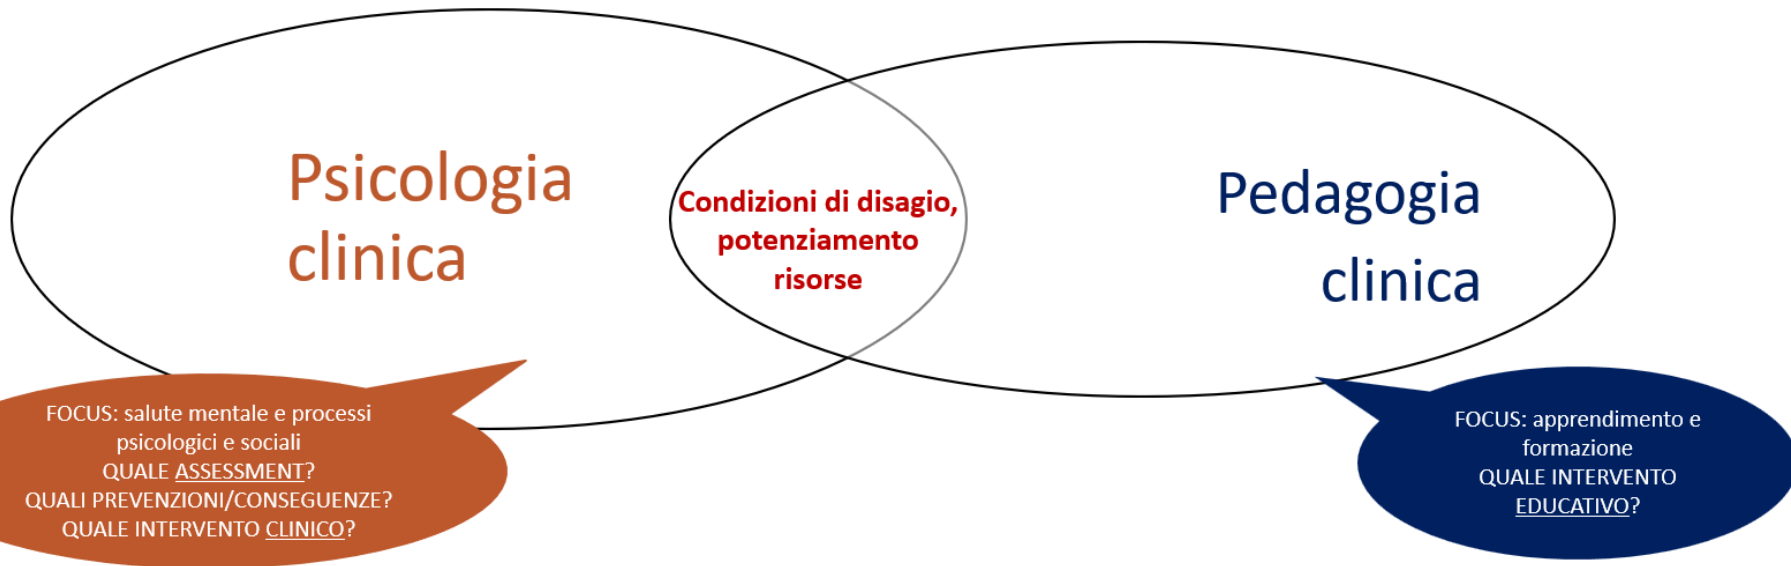 Psicologia
clinica
Condizioni di disagio,
potenziamento
risorse
Pedagogia
clinica
FOCUS: salute mentale e processi
psicologici e sociali
QUALE ASSESSMENT?
QUALI PREVENZIONI/CONSEGUENZE?
QUALE INTERVENTO CLINICO?
FOCUS: apprendimento e
formazione
QUALE INTERVENTO
EDUCATIVO?